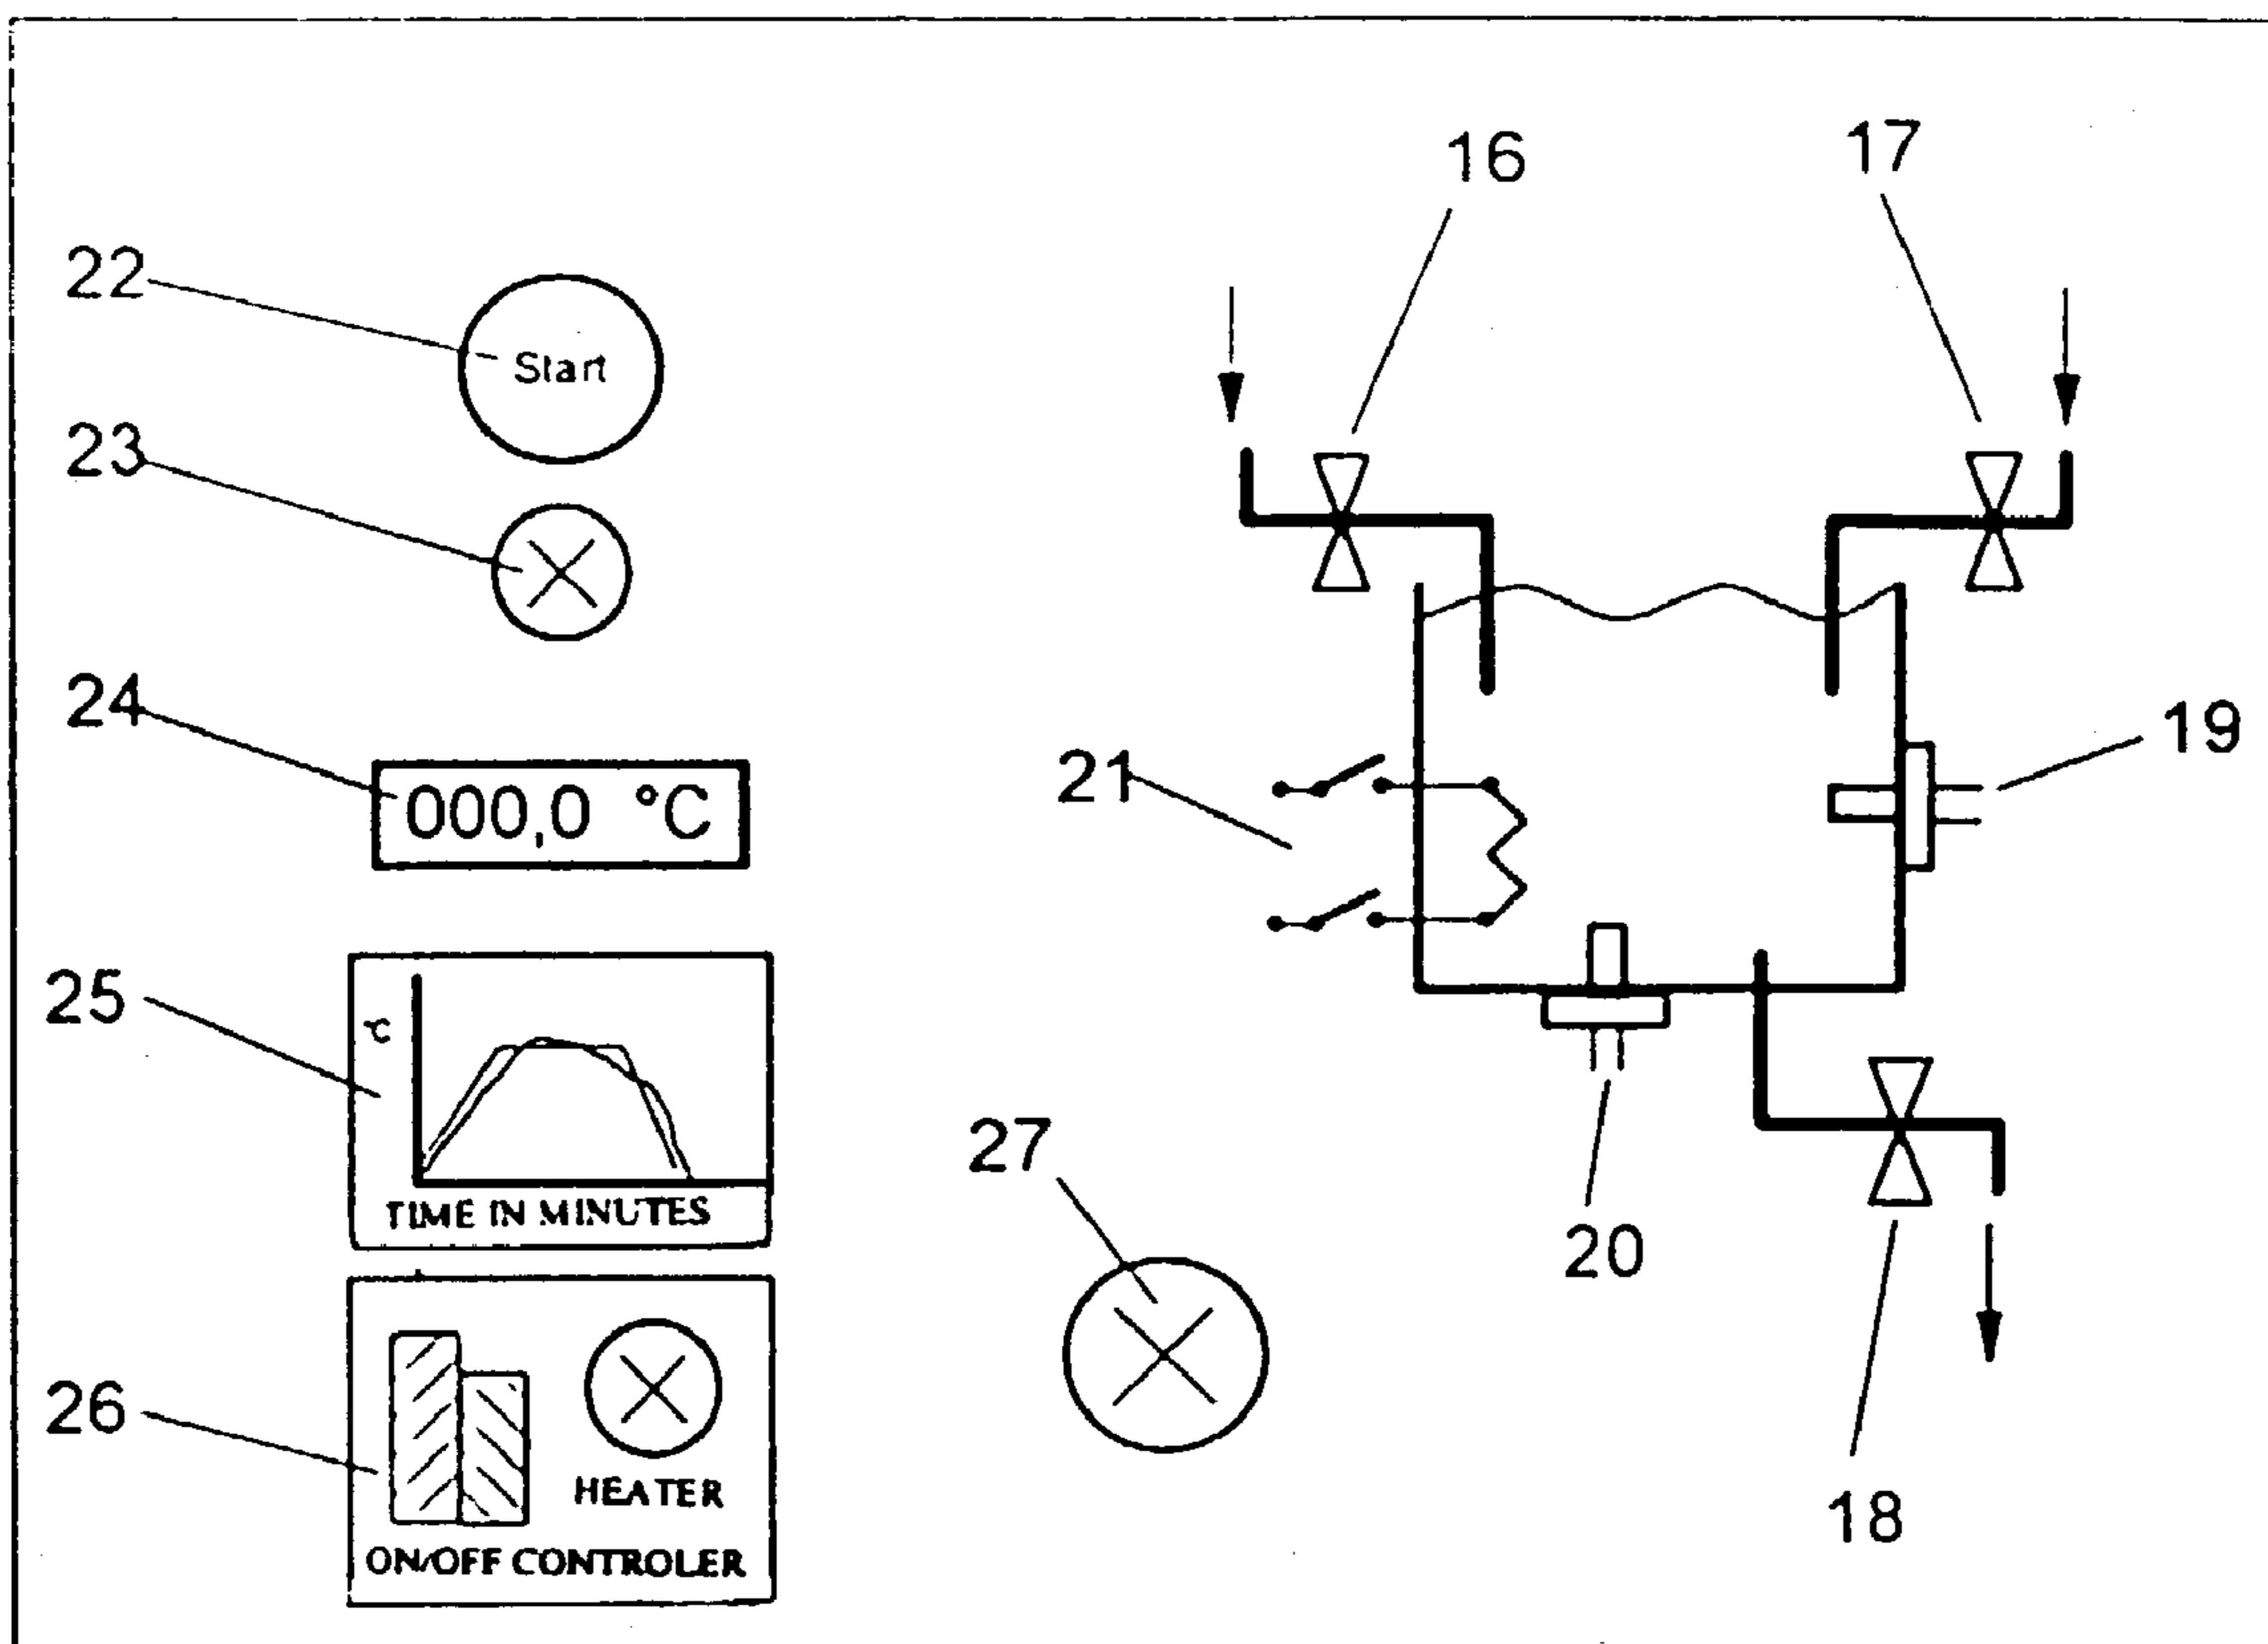 16
17
22
Start
23
24
000,0 °C
21
19
25
°C
TIME IN MINUTES
27
20
26
HEATER
ON/OFF CONTROLER
18